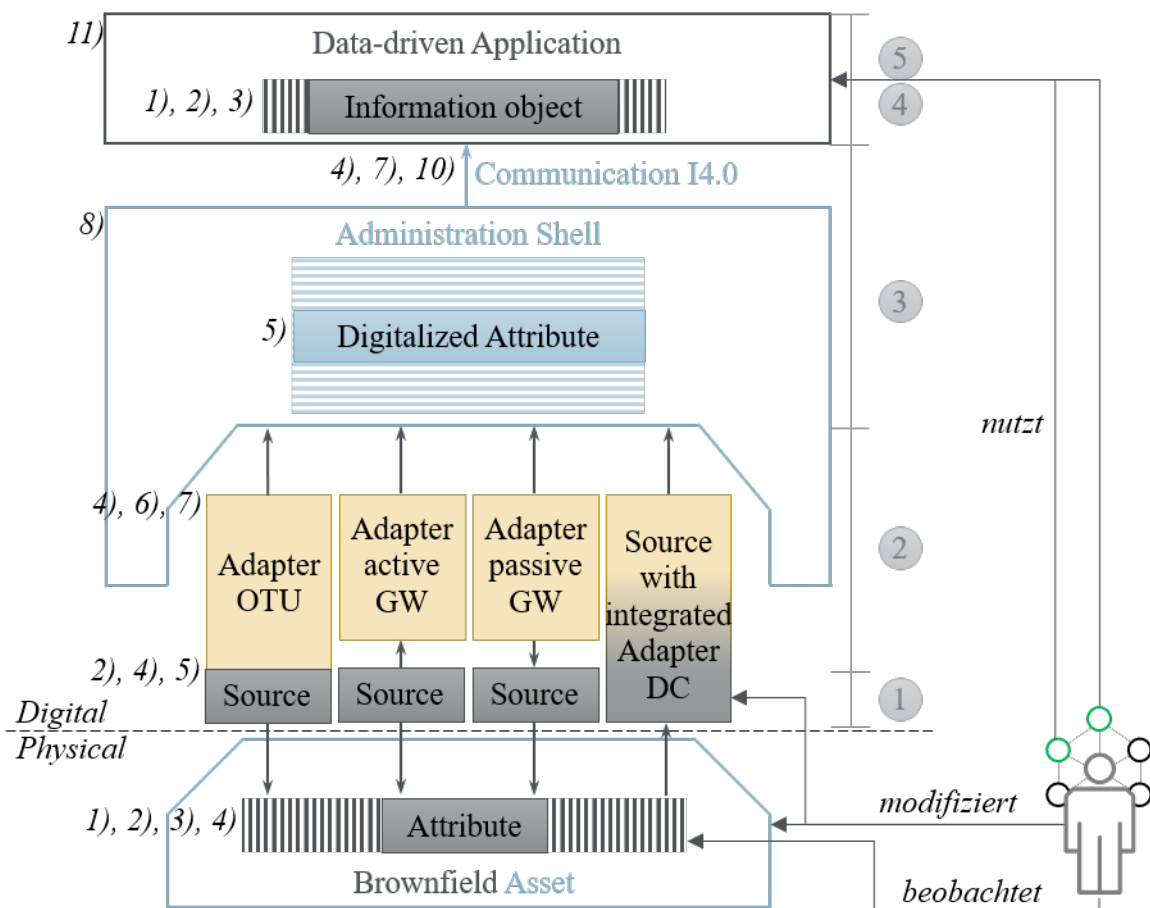 11)
Data-driven Application
1), 2), 3)
Information object
5
4
4), 7), 10)
Communication I4.0
8)
Administration Shell
5)
Digitalized Attribute
3
nutzt
4), 6), 7)
Adapter
OTU
Adapter
active
GW
Adapter
passive
GW
Source
with
integrated
Adapter
DC
2
2), 4), 5)
Source
Source
Source
1
Digital
Physical
1), 2), 3), 4)
Attribute
modifiziert
Brownfield Asset
beobachtet